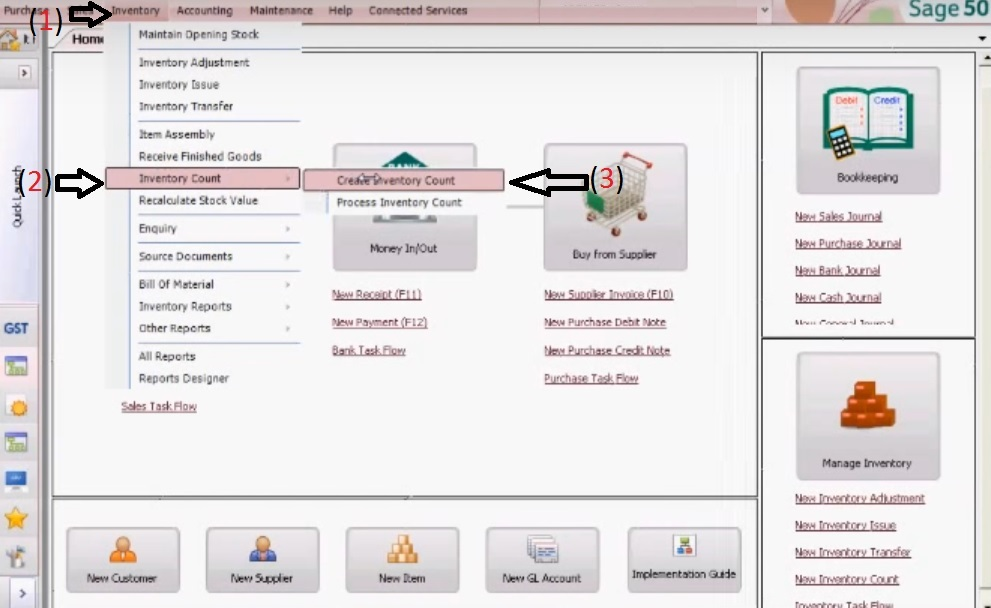 Purchase
Inventory
Accounting
Maintenance
Help
Connected Services
Sage 50
(1)
Maintain Opening Stock
Inventory Adjustment
Inventory Issue
Inventory Transfer
Item Assembly
Receive Finished Goods
Inventory Count
Recalculate Stock Value
Enquiry
Source Documents
Bill Of Material
Inventory Reports
Other Reports
All Reports
Reports Designer
(2)
Create Inventory Count
Process Inventory Count
(3)
Quick Launch
GST
Sales Task Flow
BANK
Money In/Out
New Receipt (F11)
New Payment (F12)
Bank Task Flow
Buy from Supplier
New Supplier Invoice (F10)
New Purchase Debit Note
New Purchase Credit Note
Purchase Task Flow
Debit Credit
Bookkeeping
New Sales Journal
New Purchase Journal
New Bank Journal
New Cash Journal
New General Journal
Manage Inventory
New Inventory Adjustment
New Inventory Issue
New Inventory Transfer
New Inventory Count
Inventory Task Flow
New Customer
New Supplier
New Item
New GL Account
Implementation Guide